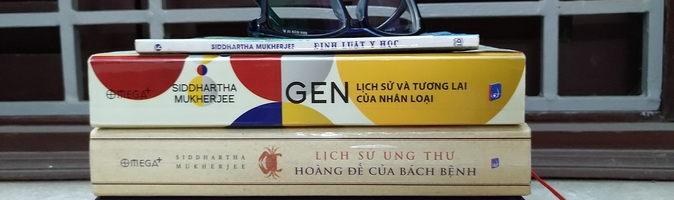 SIDDHARTHA MUKHERJEE ĐỊNH LUẬT Y HỌC
OMEGA+
SIDDHARTHA
MUKHERJEE
GEN
LỊCH SỬ VÀ TƯƠNG LAI
CỦA NHÂN LOẠI
OMEGA+
SIDDHARTHA
MUKHERJEE
LỊCH SỬ UNG THƯ
HOÀNG ĐẾ CỦA BÁCH BỆNH